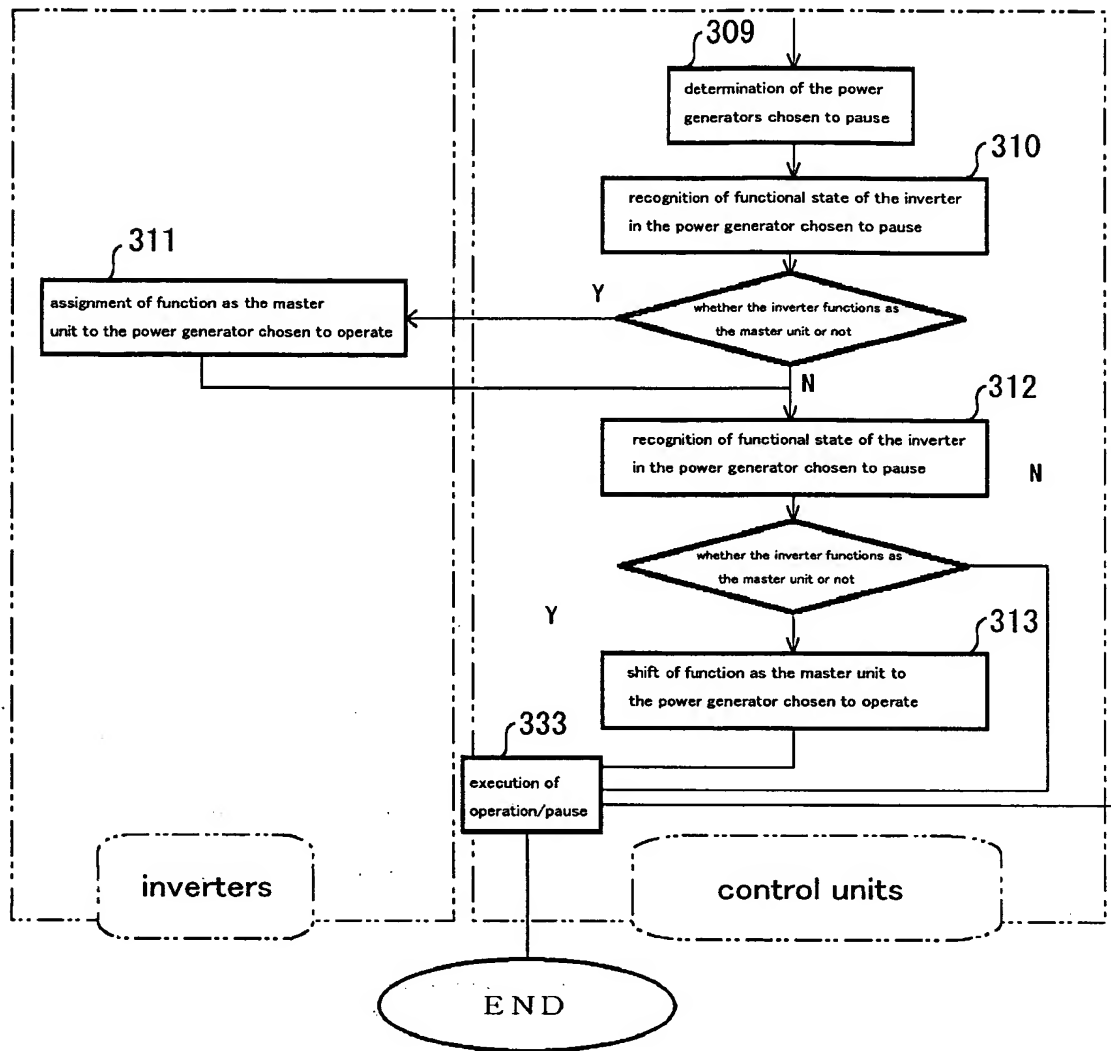 309
determination of the power
generators chosen to pause
310
recognition of functional state of the inverter
in the power generator chosen to pause
311
assignment of function as the master
unit to the power generator chosen to operate
Y
whether the inverter functions as
the master unit or not
N
312
recognition of functional state of the inverter
in the power generator chosen to pause
N
whether the inverter functions as
the master unit or not
Y
313
shift of function as the master unit to
the power generator chosen to operate
333
execution of
operation/pause
inverters
control units
END